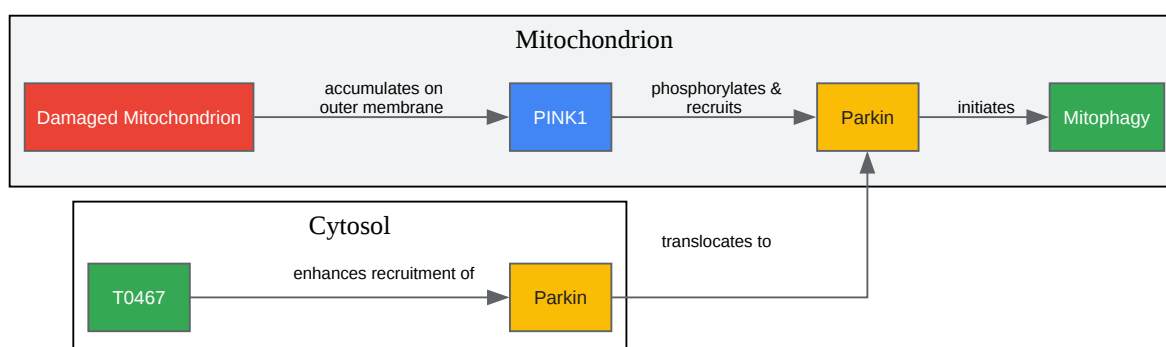 Mitochondrion
accumulates on
outer membrane
phosphorylates &
recruits
initiates
Damaged Mitochondrion
PINK1
Parkin
Mitophagy
Cytosol
translocates to
enhances recruitment of
T0467
Parkin